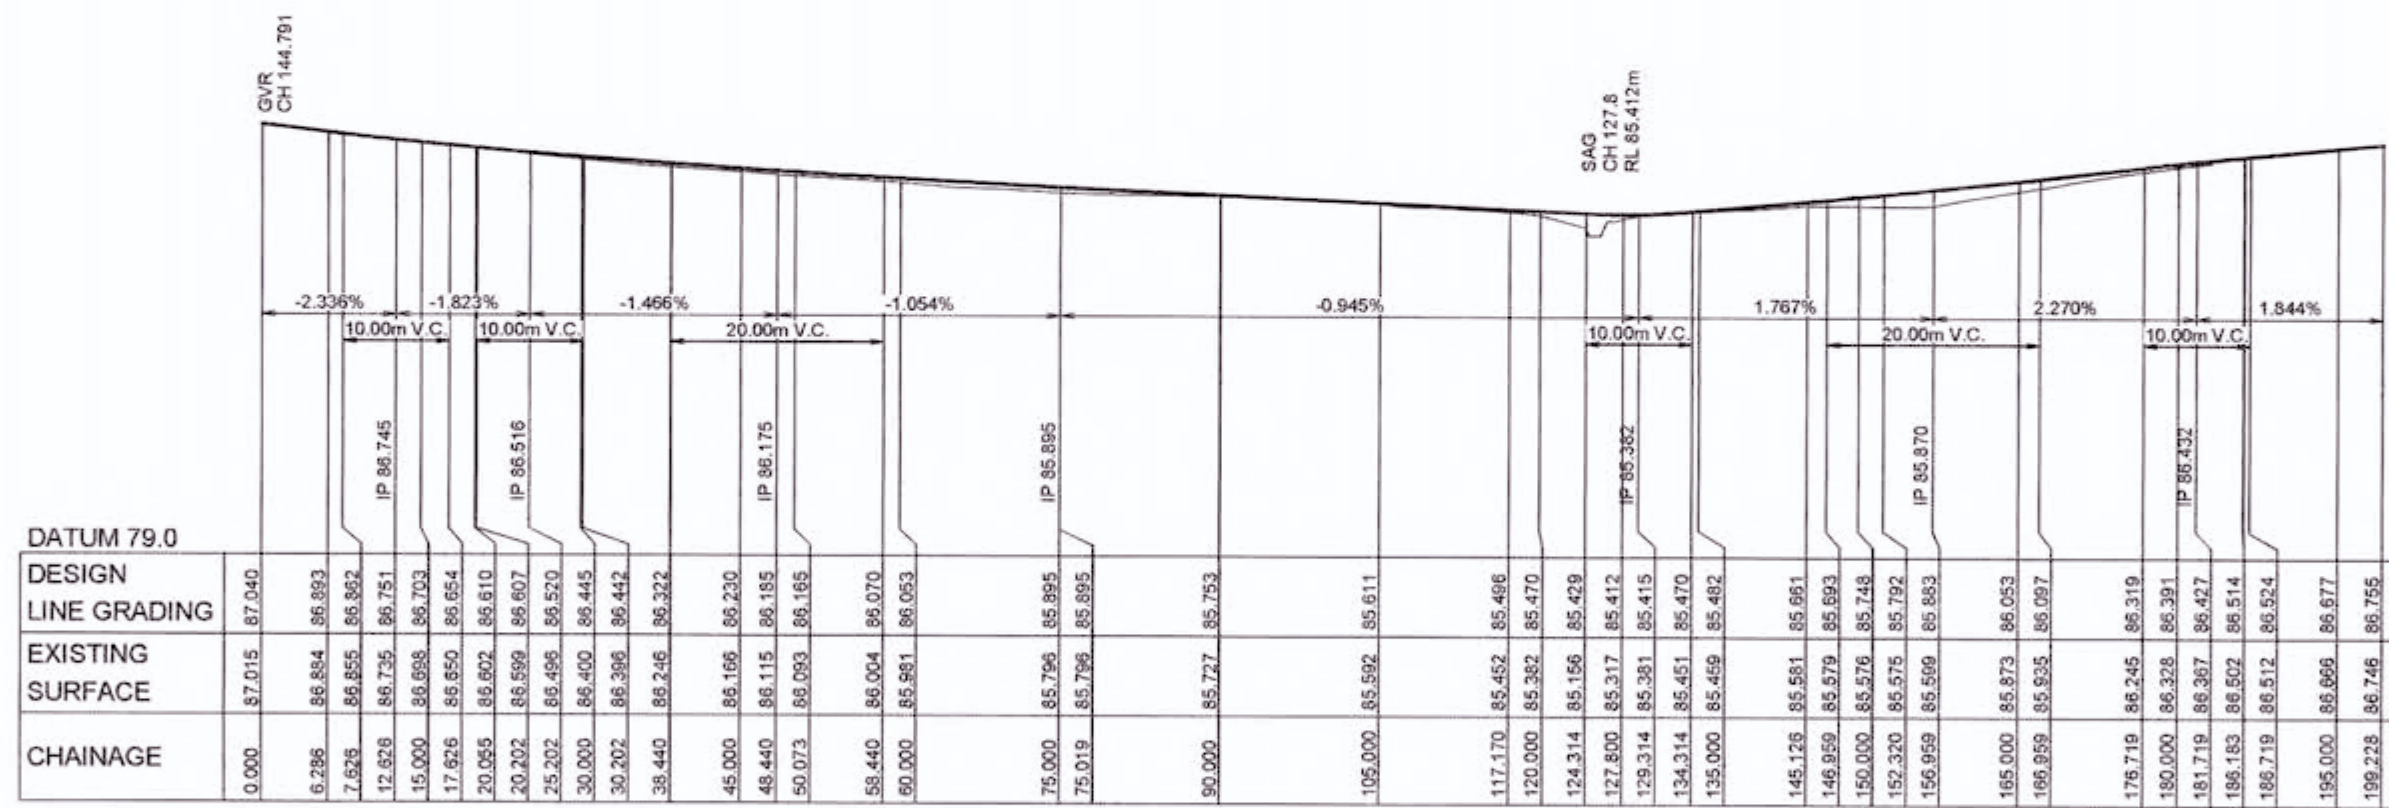 GVR
CH 144.791
SAG
CH 127.8
RL 85.412m
-2.336%
-1.823%
-1.466%
-1.054%
-0.945%
1.767%
2.270%
1.844%
10.00m V.C.
10.00m V.C.
20.00m V.C.
10.00m V.C.
20.00m V.C.
10.00m V.C.
IP 86.745
IP 86.516
IP 86.175
IP 85.895
IP 85.382
IP 85.870
IP 86.432
DATUM 79.0
DESIGN
LINE GRADING
87.040 86.893 86.862 86.751 86.703 86.654 86.610 86.607 86.520 86.445 86.442 86.322 86.230 86.185 86.165 86.070 86.053 85.895 85.895 85.753 85.611 85.496 85.470 85.429 85.412 85.415 85.470 85.482 85.661 85.693 85.748 85.792 85.883 86.053 86.097 86.319 86.391 86.427 86.514 86.524 86.677 86.755
EXISTING
SURFACE
87.015 86.884 86.855 86.735 86.698 86.650 86.602 86.599 86.496 86.400 86.396 86.246 86.166 86.115 86.093 86.004 85.981 85.796 85.796 85.727 85.592 85.452 85.382 85.156 85.317 85.381 85.451 85.459 85.581 85.579 85.576 85.575 85.599 85.873 85.935 86.245 86.328 86.367 86.502 86.512 86.666 86.746
CHAINAGE
0.000 6.286 7.626 12.626 15.000 17.626 20.055 20.202 25.202 30.000 30.202 38.440 45.000 48.440 50.073 58.440 60.000 75.000 75.019 90.000 105.000 117.170 120.000 124.314 127.800 129.314 134.314 135.000 145.126 146.959 150.000 152.320 156.959 165.000 166.959 176.719 180.000 181.719 186.183 186.719 195.000 199.228